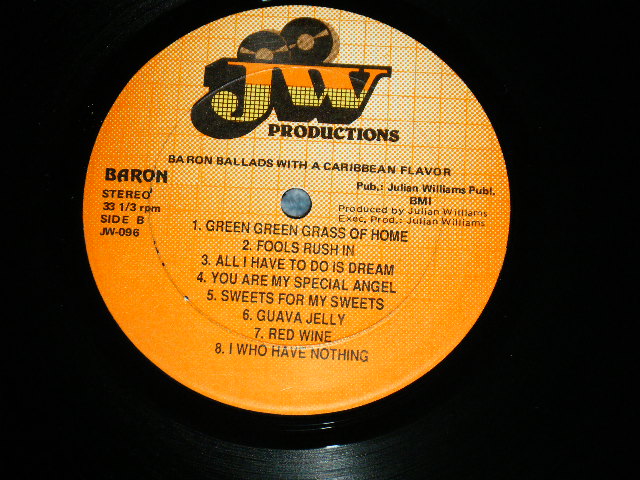 JW
PRODUCTIONS
BARON BALLADS WITH A CARIBBEAN FLAVOR
BARON
STEREO
33 1/3 rpm
SIDE B
JW-096
Pub.: Julian Williams Publ.
BMI
Produced by Julian Williams
Exec. Prod.: Julian Williams
1. GREEN GREEN GRASS OF HOME
2. FOOLS RUSH IN
3. ALL I HAVE TO DO IS DREAM
4. YOU ARE MY SPECIAL ANGEL
5. SWEETS FOR MY SWEETS
6. GUAVA JELLY
7. RED WINE
8. I WHO HAVE NOTHING